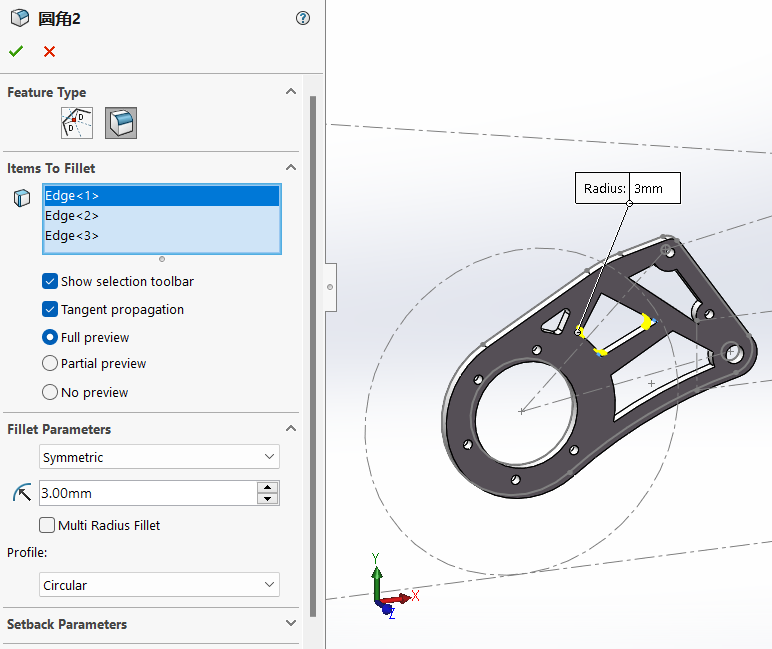 圆角2
Feature Type
D
D
Items To Fillet
Edge<1>
Edge<2>
Edge<3>
Show selection toolbar
Tangent propagation
Full preview
Partial preview
No preview
Fillet Parameters
Symmetric
3.00mm
Multi Radius Fillet
Profile:
Circular
Setback Parameters
Radius: 3mm
Y
X
Z